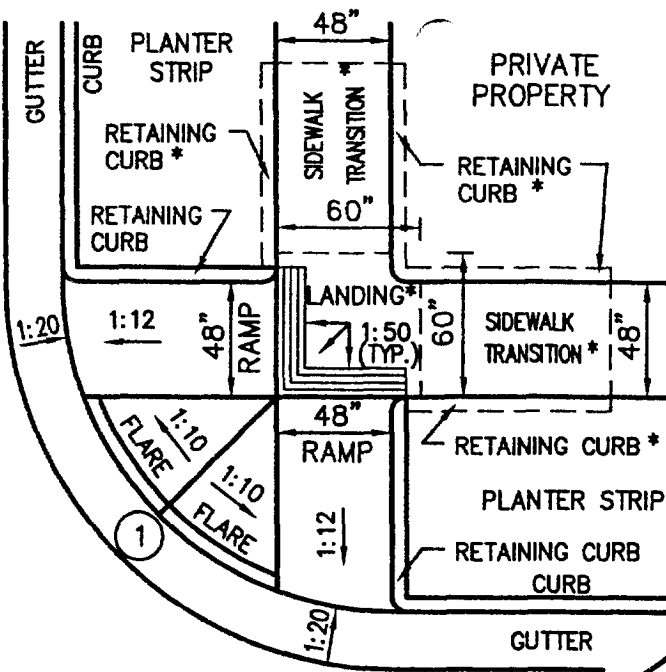 48"
PLANTER
STRIP
GUTTER
CURB
PRIVATE
PROPERTY
SIDEWALK
TRANSITION *
RETAINING
CURB *
RETAINING
CURB *
60"
RETAINING
CURB
LANDING*
1:50
(TYP.)
60"
SIDEWALK
TRANSITION *
48"
1:20
1:12
48"
RAMP
48"
RAMP
1:10
FLARE
1:10
FLARE
1
1:12
RETAINING CURB *
PLANTER STRIP
RETAINING CURB
CURB
1:20
GUTTER